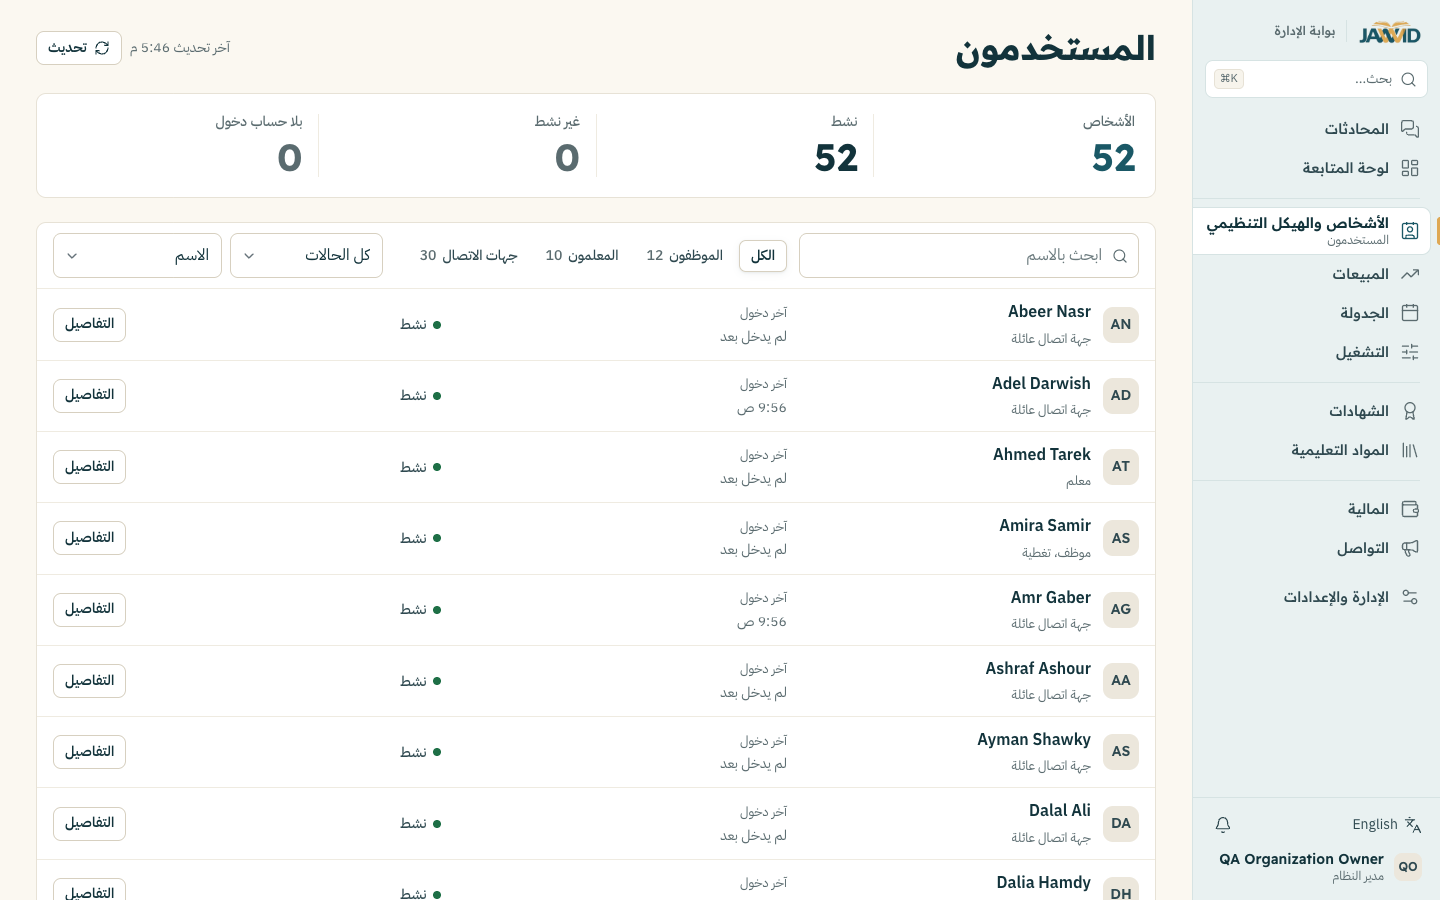 JAWID
بوابة الإدارة
بحث...
⌘K
المحادثات
لوحة المتابعة
الأشخاص والهيكل التنظيمي
المستخدمون
المبيعات
الجدولة
التشغيل
الشهادات
المواد التعليمية
المالية
التواصل
الإدارة والإعدادات
English
QA Organization Owner
مدير النظام
QO
المستخدمون
آخر تحديث 5:46 م
تحديث
الأشخاص
52
نشط
52
غير نشط
0
بلا حساب دخول
0
ابحث بالاسم
الكل
الموظفون 12
المعلمون 10
جهات الاتصال 30
كل الحالات
الاسم
AN
Abeer Nasr
جهة اتصال عائلة
آخر دخول
لم يدخل بعد
نشط
التفاصيل
AD
Adel Darwish
جهة اتصال عائلة
آخر دخول
9:56 ص
نشط
التفاصيل
AT
Ahmed Tarek
معلم
آخر دخول
لم يدخل بعد
نشط
التفاصيل
AS
Amira Samir
موظف، تغطية
آخر دخول
لم يدخل بعد
نشط
التفاصيل
AG
Amr Gaber
جهة اتصال عائلة
آخر دخول
9:56 ص
نشط
التفاصيل
AA
Ashraf Ashour
جهة اتصال عائلة
آخر دخول
لم يدخل بعد
نشط
التفاصيل
AS
Ayman Shawky
جهة اتصال عائلة
آخر دخول
لم يدخل بعد
نشط
التفاصيل
DA
Dalal Ali
جهة اتصال عائلة
آخر دخول
لم يدخل بعد
نشط
التفاصيل
DH
Dalia Hamdy
آخر دخول
نشط
التفاصيل